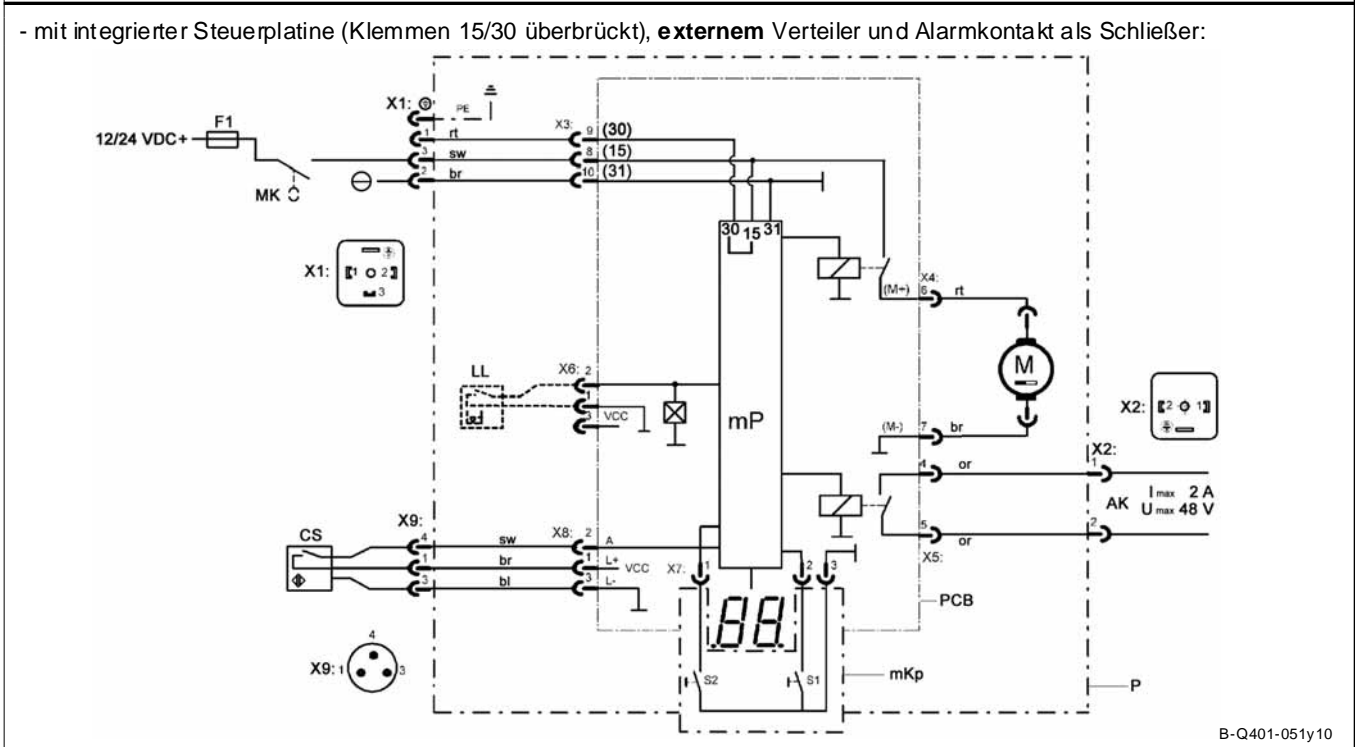 - mit integrierter Steuerplatine (Klemmen 15/30 überbrückt), externem Verteiler und Alarmkontakt als Schließer:
X1:
PE
F1
12/24 VDC+
1
rt
X3:
9
(30)
3
sw
8
(15)
2
br
10
(31)
MK
30
15
31
X1:
1
2
3
X4:
(M+)
6
rt
LL
X6:
2
1
3
VCC
mP
M
X2:
2
1
(M-)
7
br
X2:
4
or
1
AK
I max 2 A
U max 48 V
5
or
2
X5:
CS
X9:
4
sw
X8:
2
A
1
br
1
L+
VCC
3
bl
3
L-
X7:
1
2
3
PCB
88
mKp
S2
S1
P
X9:
4
1
3
B-Q401-051y10